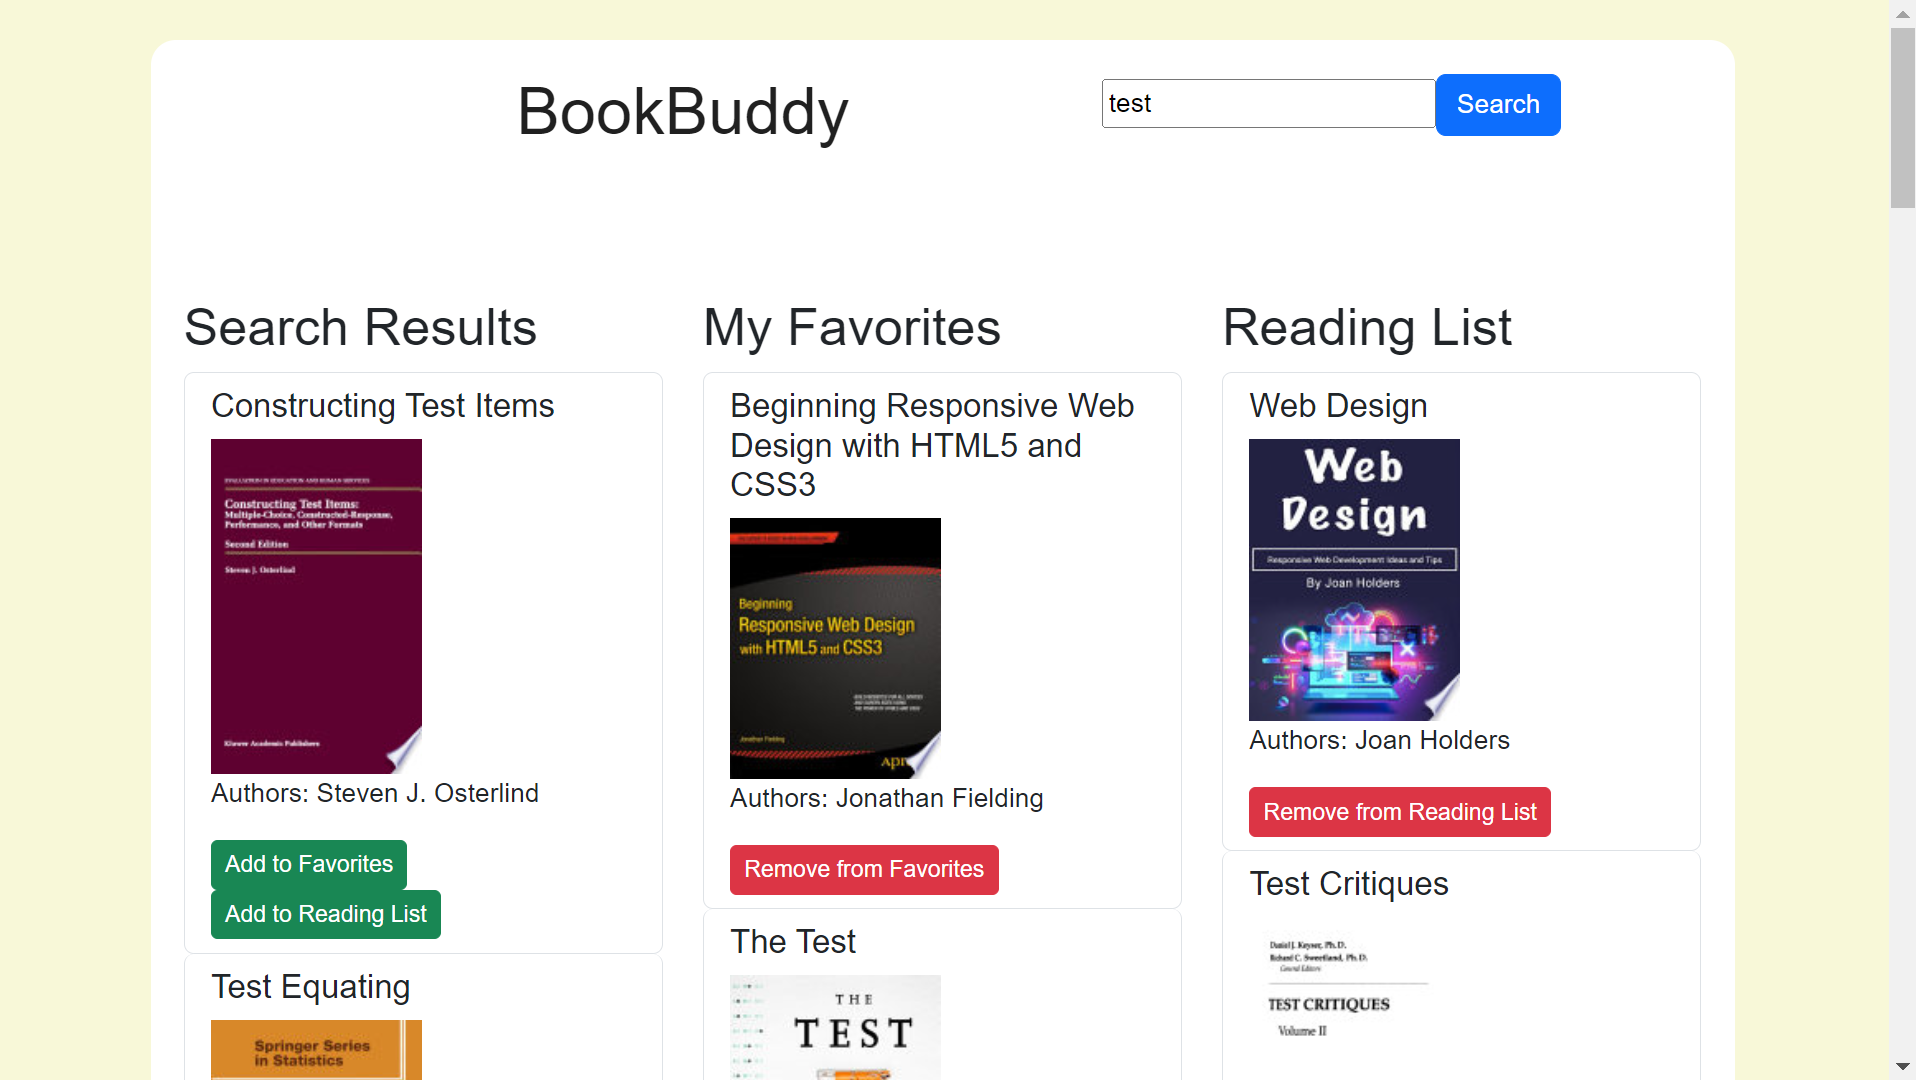 BookBuddy
test
Search
Search Results
My Favorites
Reading List
Constructing Test Items
EVALUATION IN EDUCATION AND HUMAN SERVICES
Constructing Test Items:
Multiple-Choice, Constructed-Response,
Performance, and Other Formats
Second Edition
Steven J. Osterlind
Kluwer Academic Publishers
Authors: Steven J. Osterlind
Add to Favorites
Add to Reading List
Test Equating
Springer Series
in Statistics
Beginning Responsive Web
Design with HTML5 and
CSS3
Beginning
Responsive Web Design
with HTML5 and CSS3
Jonathan Fielding
Authors: Jonathan Fielding
Remove from Favorites
The Test
THE
TEST
Web Design
Web
Design
Responsive Web Development Ideas and Tips
By Joan Holders
Authors: Joan Holders
Remove from Reading List
Test Critiques
Daniel J. Keyser, Ph.D.
Richard C. Sweetland, Ph.D.
General Editors
TEST CRITIQUES
Volume II